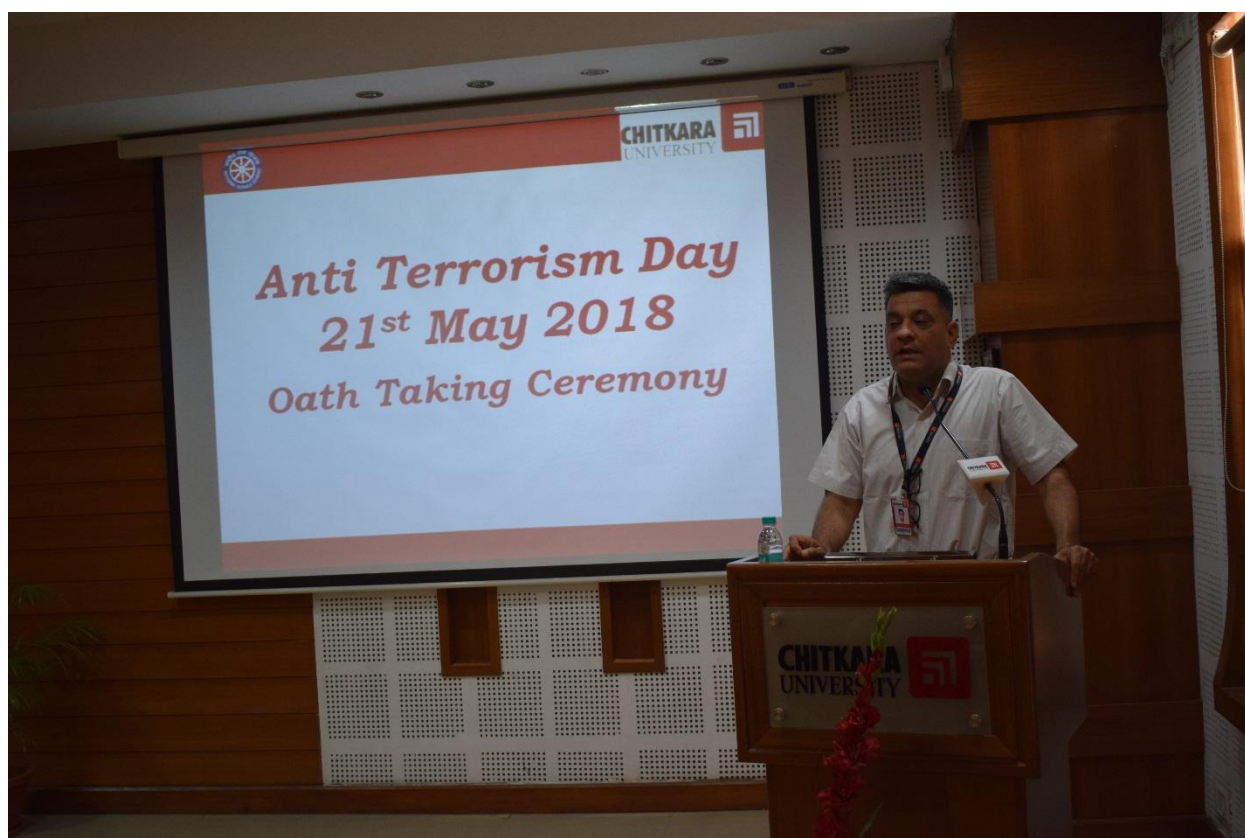 CHITKARA
UNIVERSITY
Anti Terrorism Day
21st May 2018
Oath Taking Ceremony
CHITKARA
UNIVERSITY